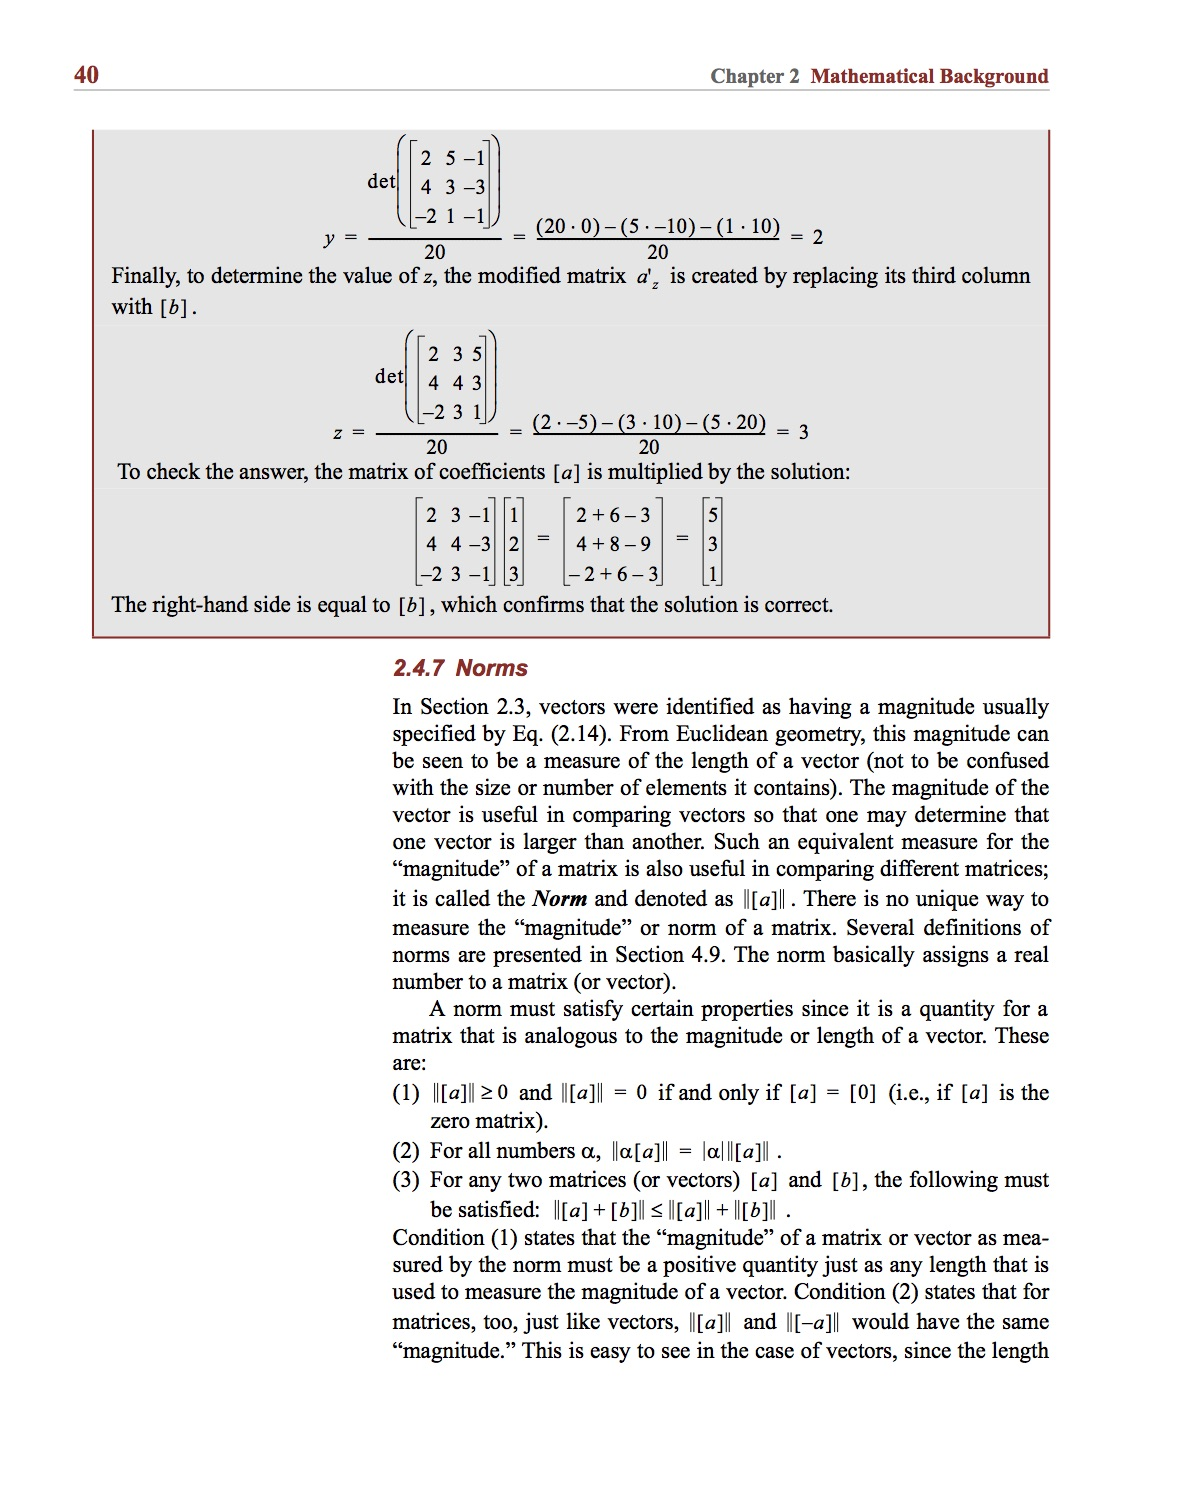 40
Chapter 2 Mathematical Background
det([2 5 –1]
[4 3 –3]
[–2 1 –1])
y = ―― = (20 · 0) – (5 · –10) – (1 · 10) = 2
20 20
Finally, to determine the value of z, the modified matrix a'z is created by replacing its third column
with [b].
det([2 3 5]
[4 4 3]
[–2 3 1])
z = ―― = (2 · –5) – (3 · 10) – (5 · 20) = 3
20 20
To check the answer, the matrix of coefficients [a] is multiplied by the solution:
[2 3 –1] [1] [2 + 6 – 3] [5]
[4 4 –3] [2] = [4 + 8 – 9] = [3]
[–2 3 –1] [3] [– 2 + 6 – 3] [1]
The right-hand side is equal to [b], which confirms that the solution is correct.
2.4.7 Norms
In Section 2.3, vectors were identified as having a magnitude usually
specified by Eq. (2.14). From Euclidean geometry, this magnitude can
be seen to be a measure of the length of a vector (not to be confused
with the size or number of elements it contains). The magnitude of the
vector is useful in comparing vectors so that one may determine that
one vector is larger than another. Such an equivalent measure for the
“magnitude” of a matrix is also useful in comparing different matrices;
it is called the Norm and denoted as ‖[a]‖. There is no unique way to
measure the “magnitude” or norm of a matrix. Several definitions of
norms are presented in Section 4.9. The norm basically assigns a real
number to a matrix (or vector).
A norm must satisfy certain properties since it is a quantity for a
matrix that is analogous to the magnitude or length of a vector. These
are:
(1) ‖[a]‖ ≥ 0 and ‖[a]‖ = 0 if and only if [a] = [0] (i.e., if [a] is the
zero matrix).
(2) For all numbers α, ‖α[a]‖ = |α|‖[a]‖ .
(3) For any two matrices (or vectors) [a] and [b], the following must
be satisfied: ‖[a] + [b]‖ ≤ ‖[a]‖ + ‖[b]‖ .
Condition (1) states that the “magnitude” of a matrix or vector as mea-
sured by the norm must be a positive quantity just as any length that is
used to measure the magnitude of a vector. Condition (2) states that for
matrices, too, just like vectors, ‖[a]‖ and ‖[–a]‖ would have the same
“magnitude.” This is easy to see in the case of vectors, since the length